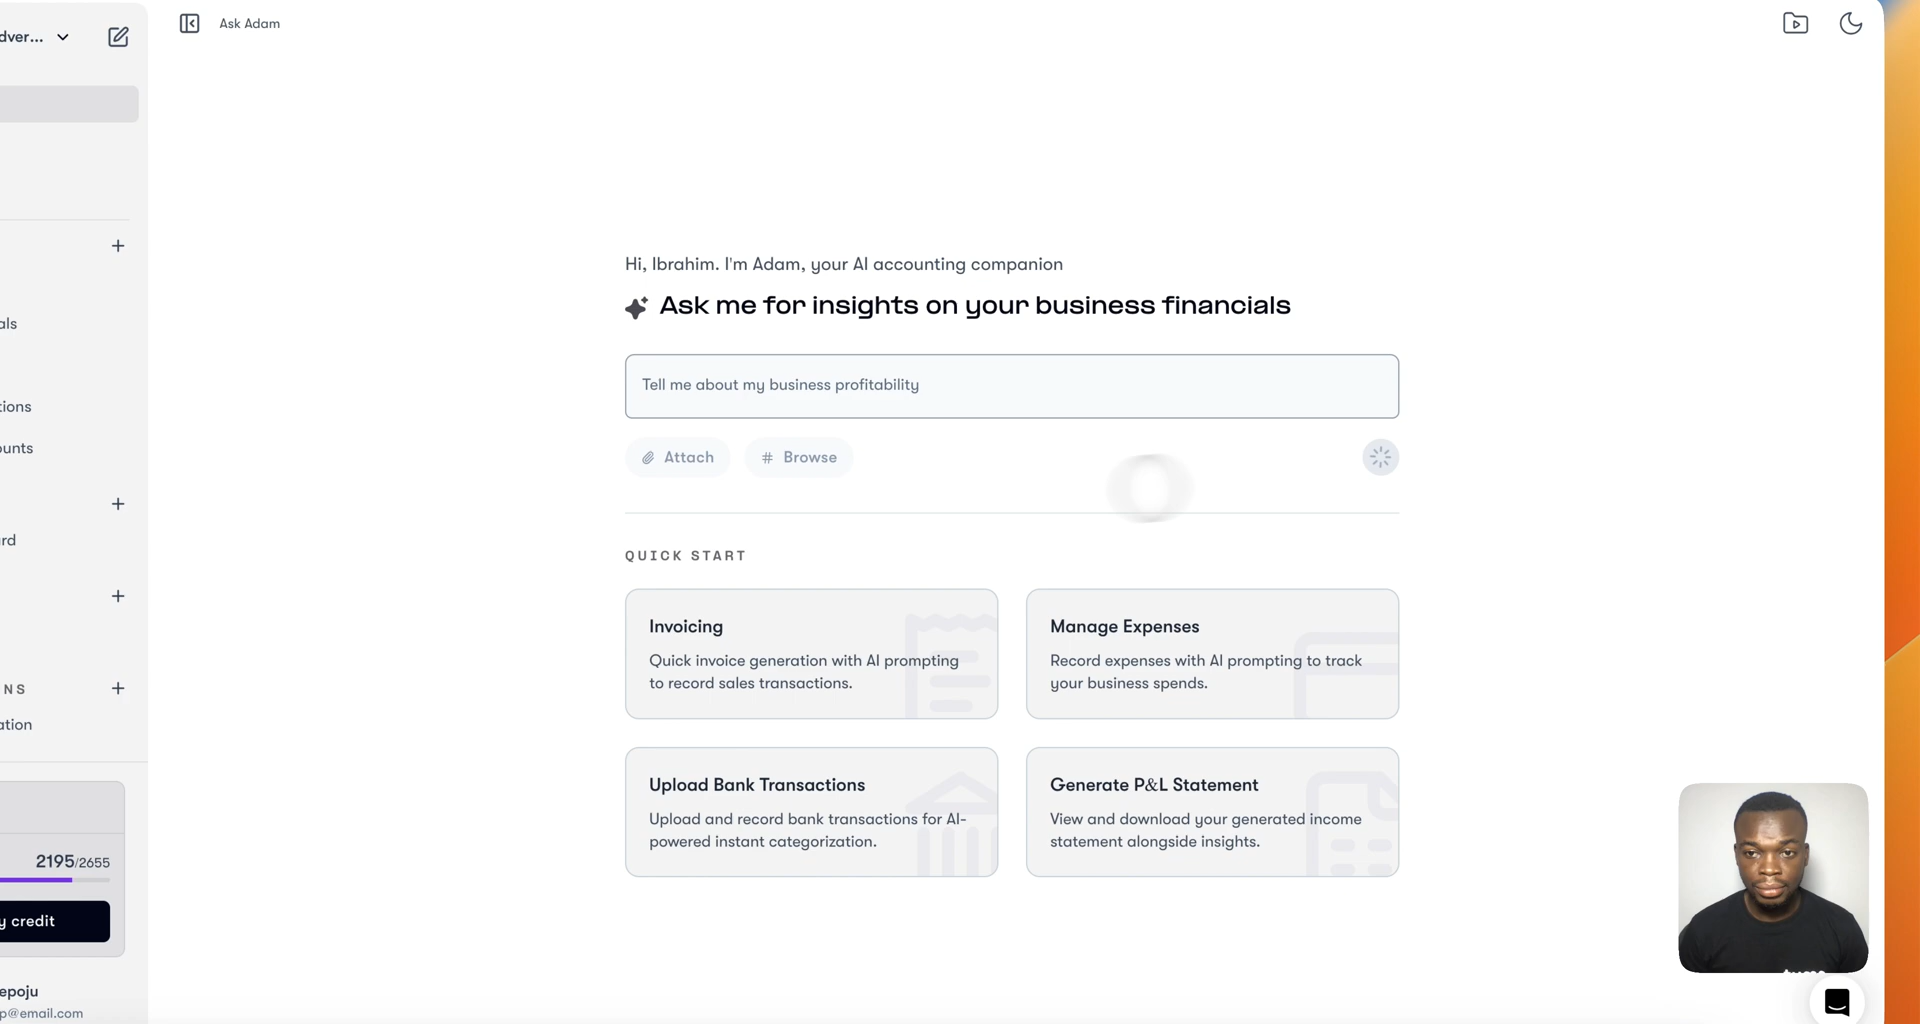 dver...
Ask Adam
als
tions
ounts
rd
NS
ation
2195/2655
y credit
epoju
p@email.com
Hi, Ibrahim. I'm Adam, your AI accounting companion
Ask me for insights on your business financials
Tell me about my business profitability
Attach
# Browse
QUICK START
Invoicing
Quick invoice generation with AI prompting
to record sales transactions.
Manage Expenses
Record expenses with AI prompting to track
your business spends.
Upload Bank Transactions
Upload and record bank transactions for AI-
powered instant categorization.
Generate P&L Statement
View and download your generated income
statement alongside insights.